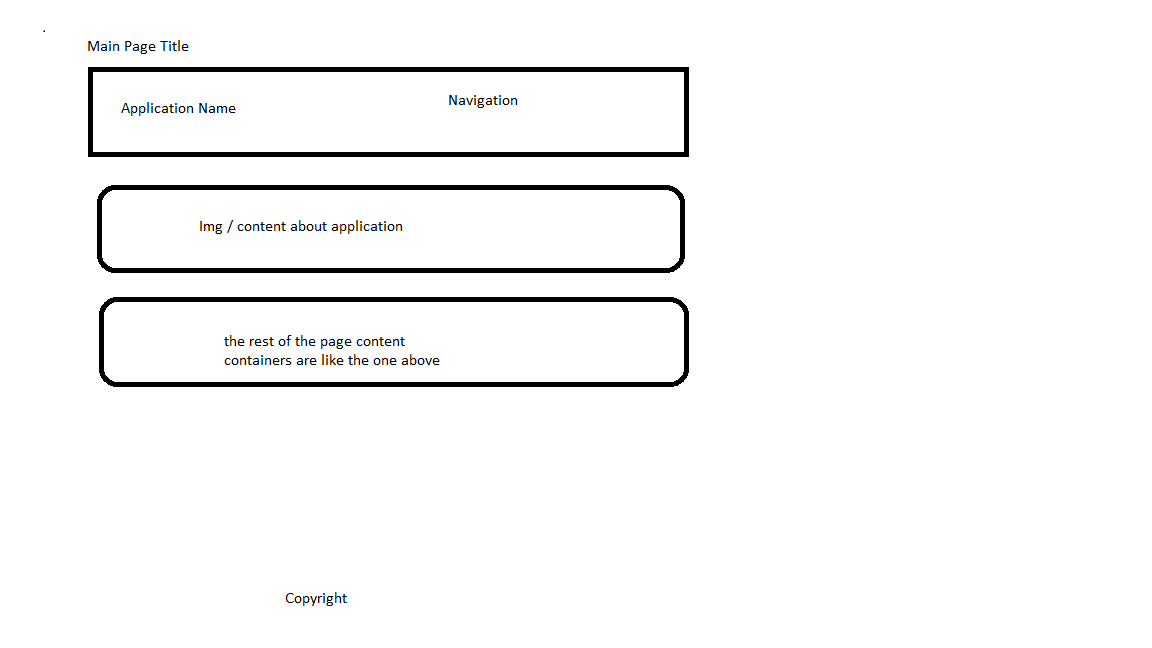 Main Page Title
Application Name
Navigation
Img / content about application
the rest of the page content
containers are like the one above
Copyright